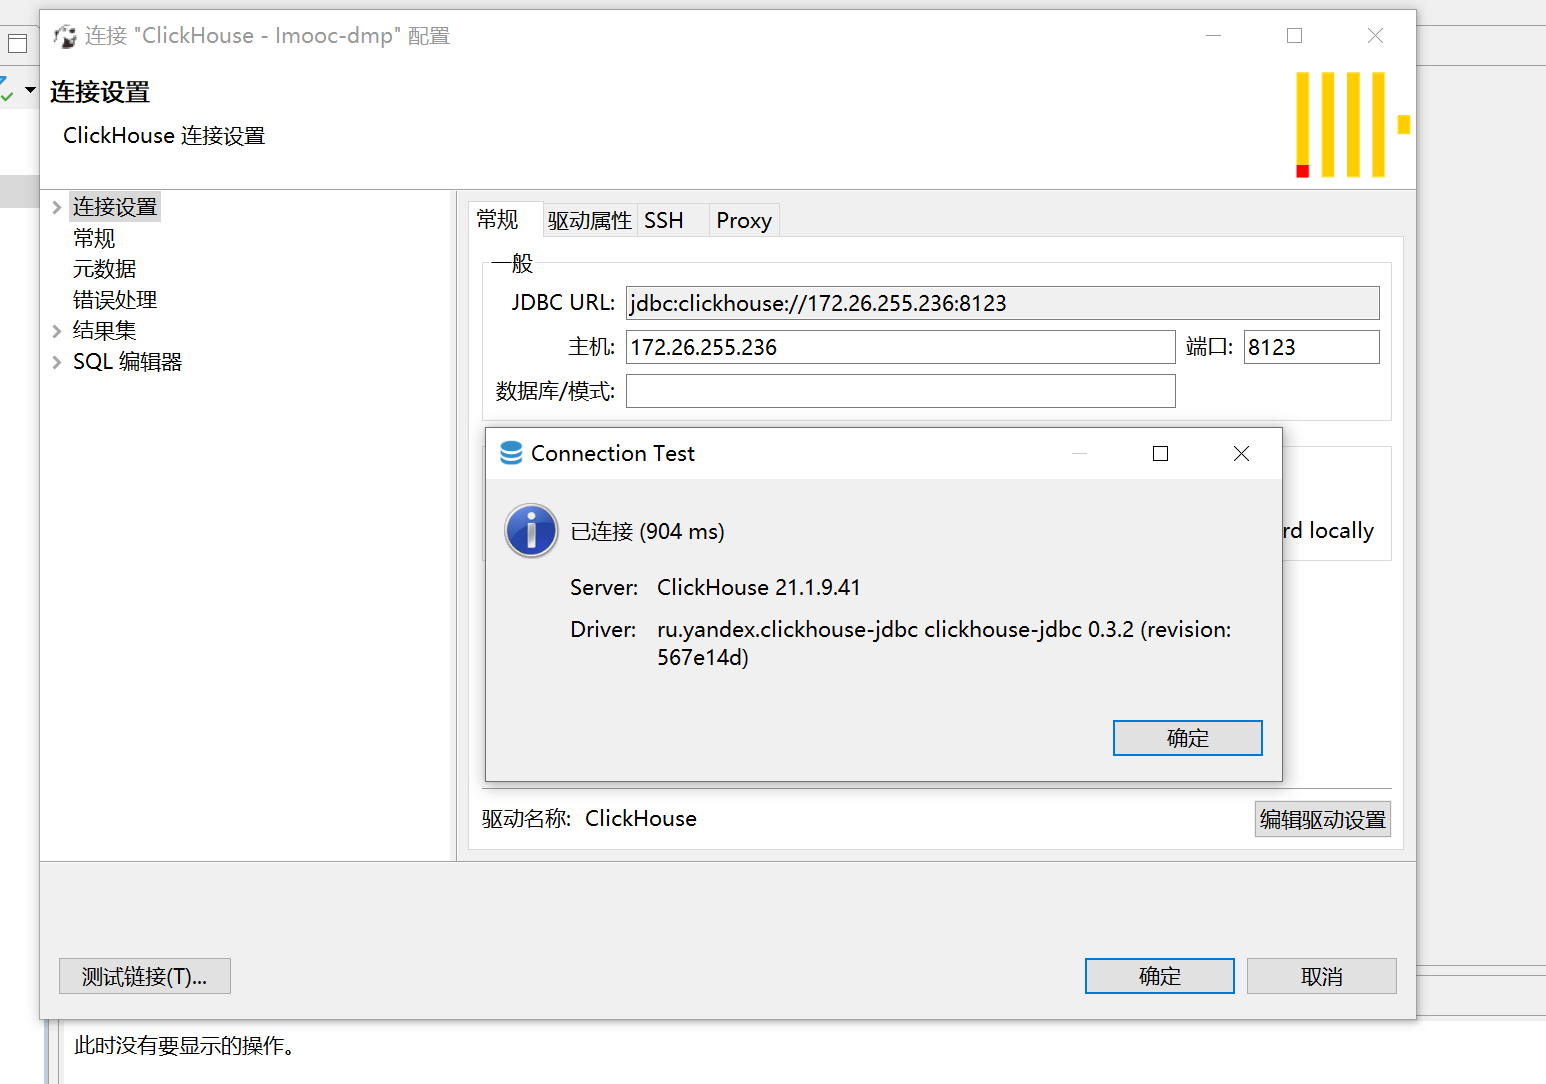 连接 "ClickHouse - Imooc-dmp" 配置
连接设置
ClickHouse 连接设置
连接设置
常规
元数据
错误处理
结果集
SQL 编辑器
常规 驱动属性 SSH Proxy
一般
JDBC URL: jdbc:clickhouse://172.26.255.236:8123
主机: 172.26.255.236 端口: 8123
数据库/模式:
Connection Test
已连接 (904 ms)
rd locally
Server: ClickHouse 21.1.9.41
Driver: ru.yandex.clickhouse-jdbc clickhouse-jdbc 0.3.2 (revision:
567e14d)
确定
驱动名称: ClickHouse 编辑驱动设置
测试链接(T)... 确定 取消
此时没有要显示的操作。